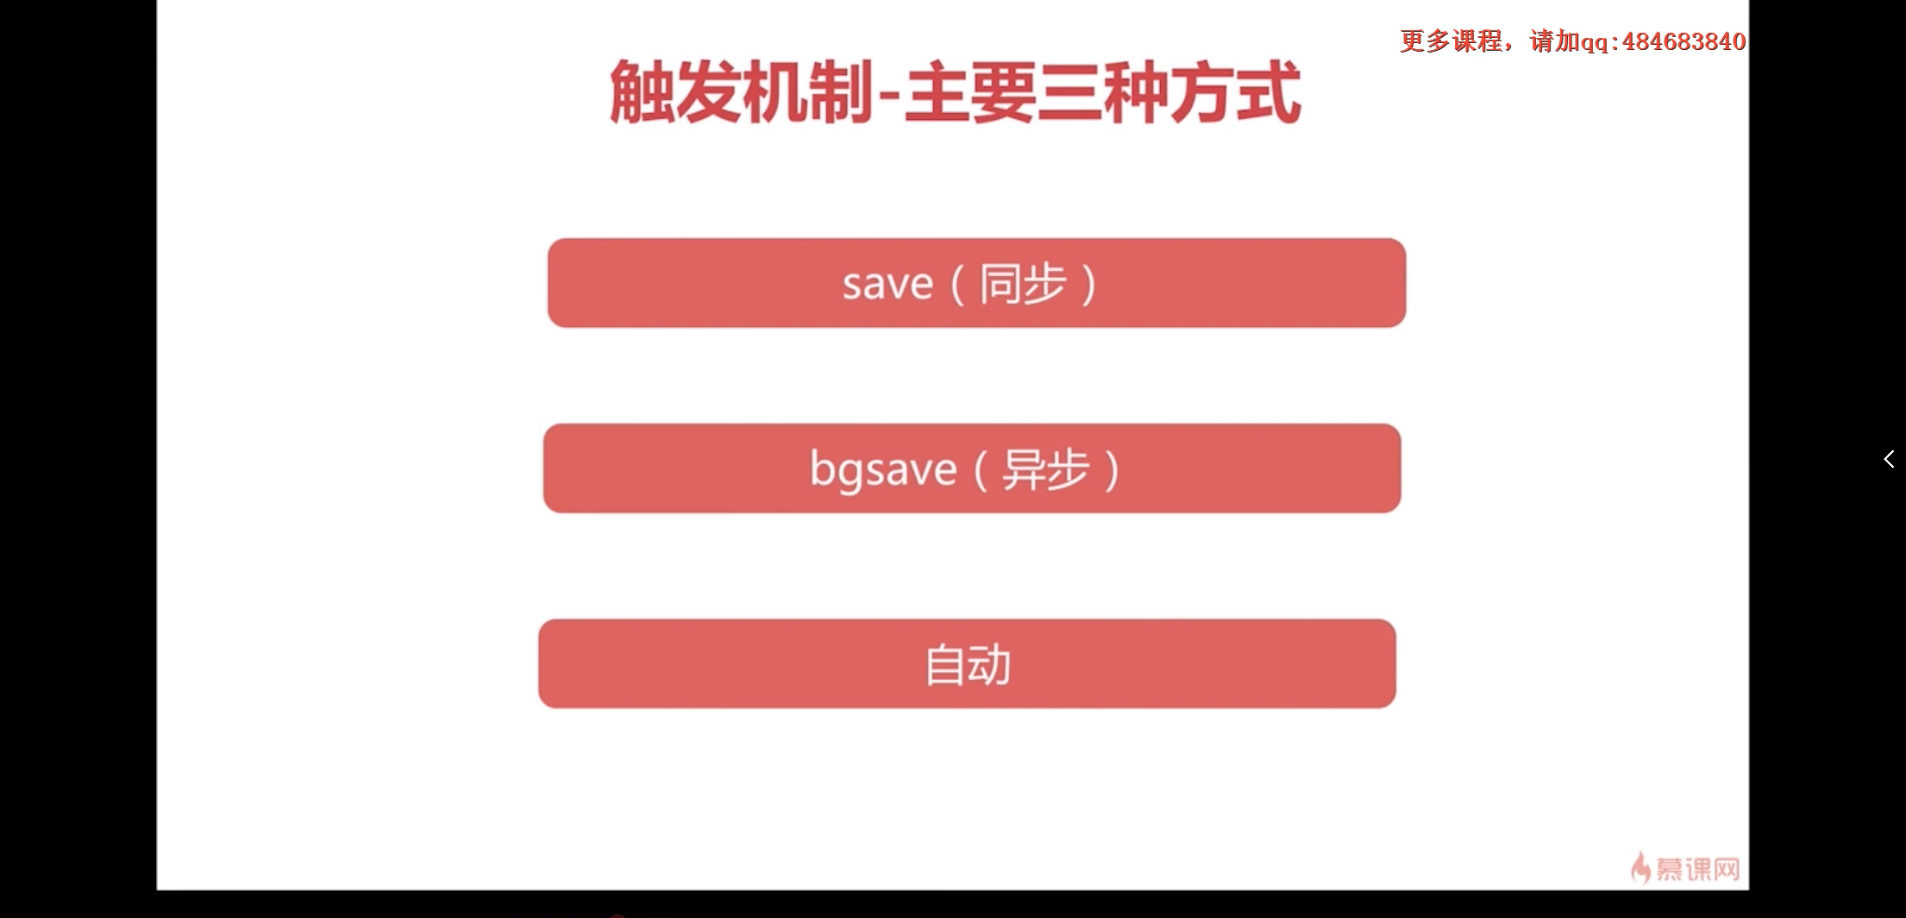 更多课程，请加qq:484683840
触发机制-主要三种方式
save（同步）
bgsave（异步）
自动
慕课网